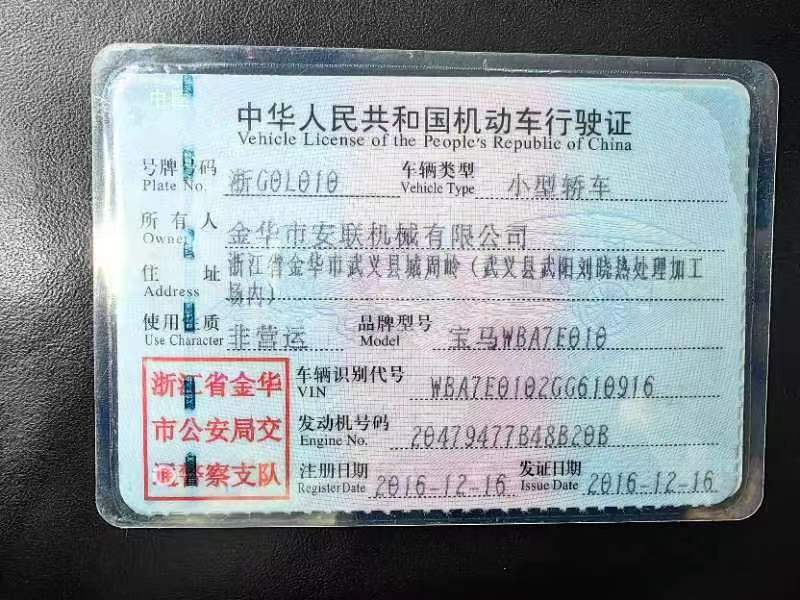 中华人民共和国机动车行驶证
Vehicle License of the People's Republic of China
号牌号码 浙G0L010 车辆类型 小型轿车
Plate No. Vehicle Type
所有人 金华市安联机械有限公司
Owner
住址 浙江省金华市武义县城周岭（武义县武阳刘晓热处理加工
Address 场内）
使用性质 非营运 品牌型号 宝马WBA7E010
Use Character Model
浙江省金华
市公安局交
警察支队
车辆识别代号 WBA7E0102GG610916
VIN
发动机号码 20479477B48B20B
Engine No.
注册日期 2016-12-16 发证日期 2016-12-16
Register Date Issue Date